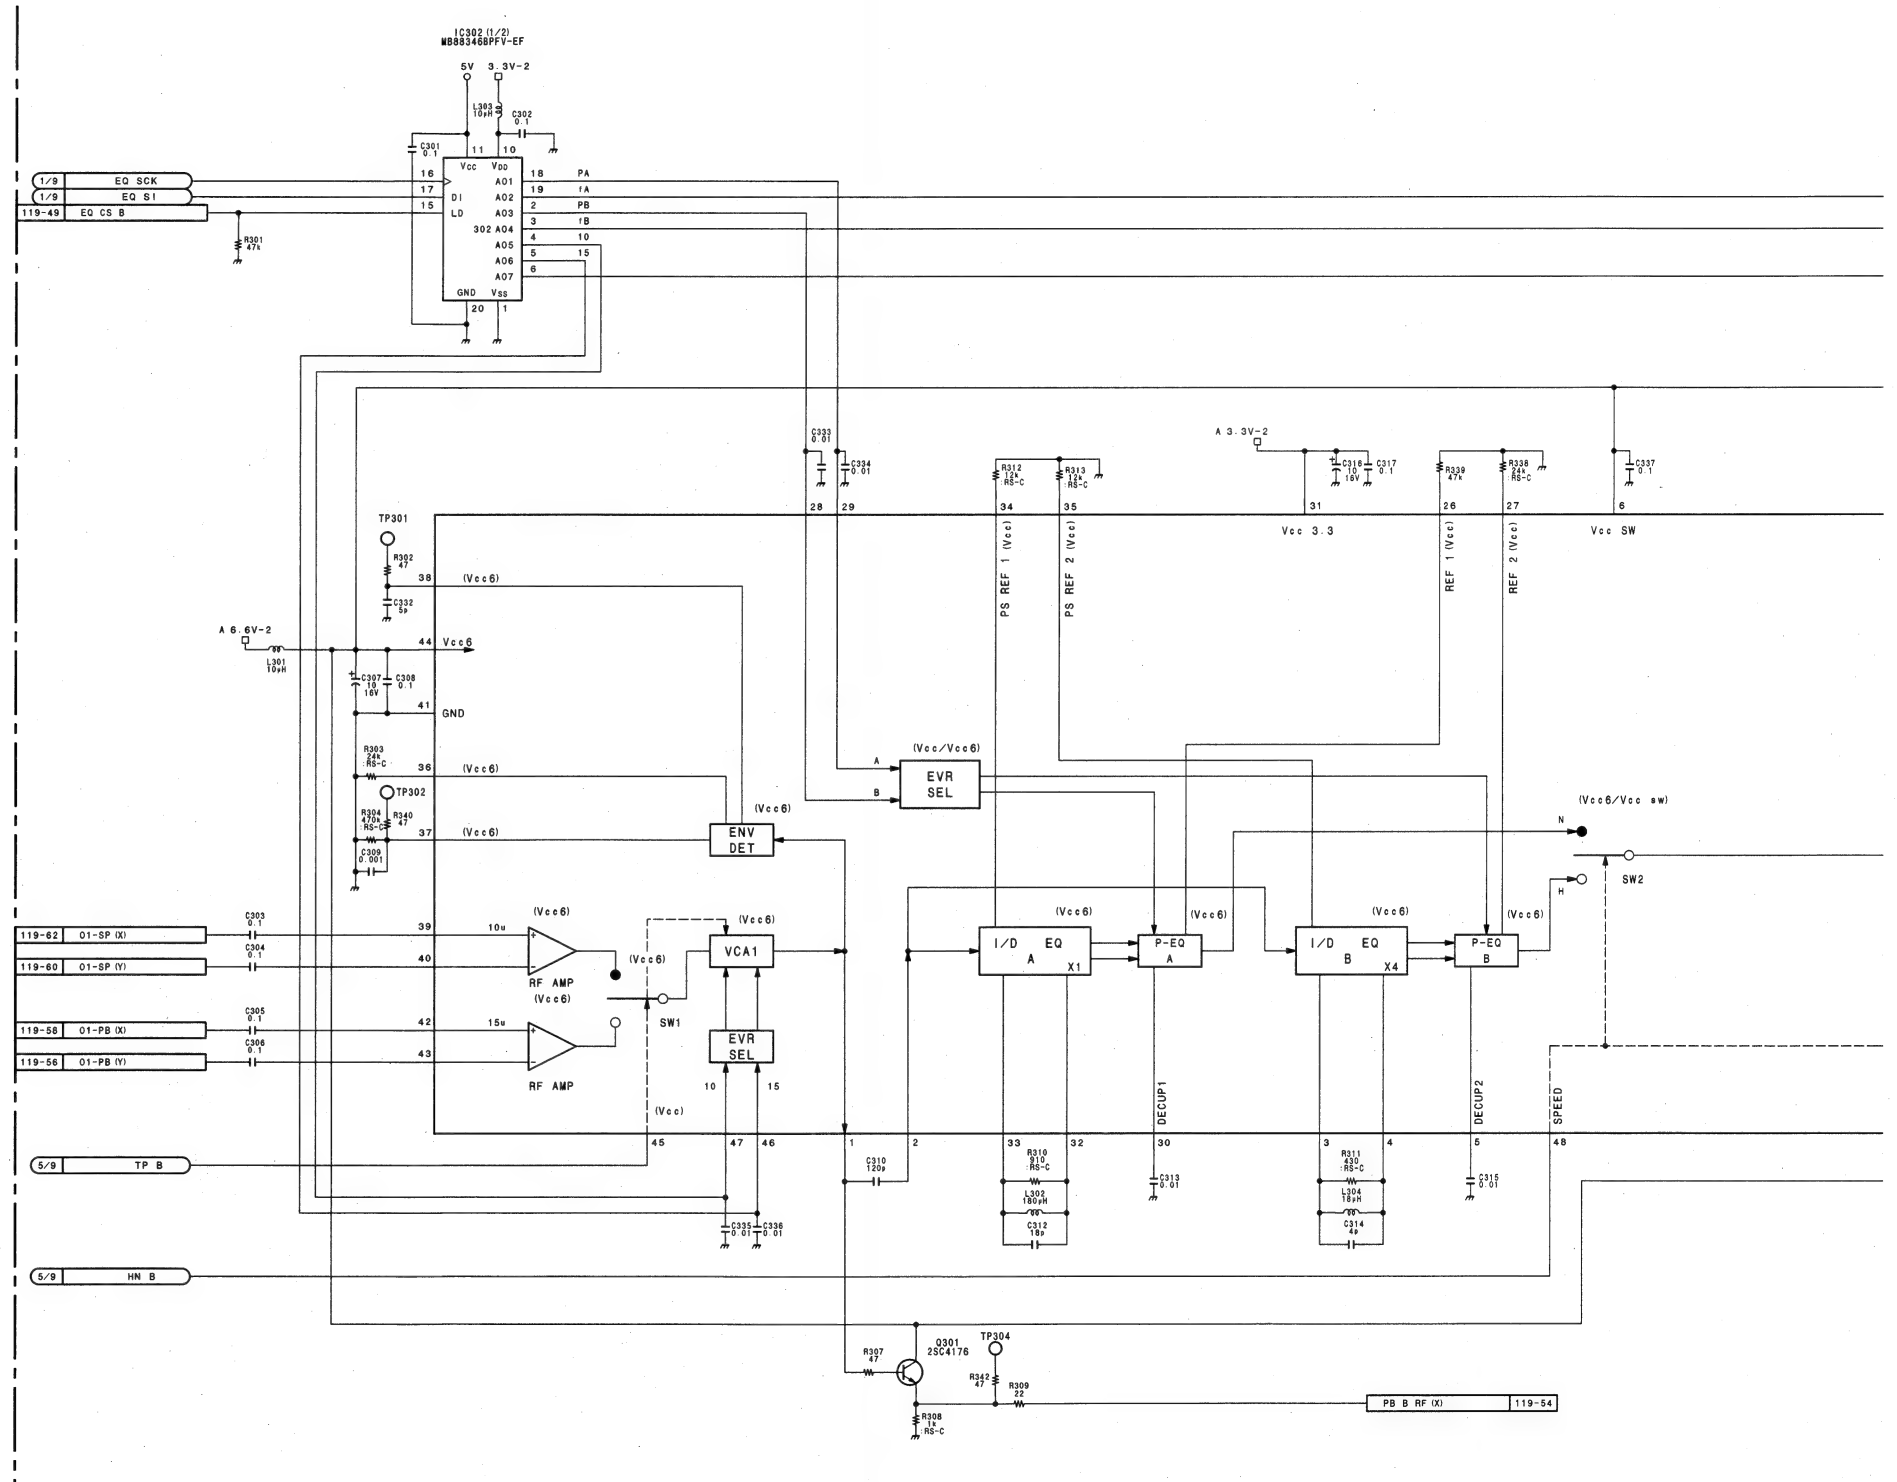 IC302 (1/2)
MB88346BPFV-EF
5V 3.3V-2
L303
10μH
C302
0.1
C301
0.1
11 10
Vcc VDD
1/9 EQ SCK
16
18 PA
AO1
1/9 EQ SI
17 DI
AO2 19 fA
119-49 EQ CS B
15 LD
AO3 2 PB
302 AO4 3 fB
AO5 4 10
AO6 5 15
AO7 6
R301
47k
GND Vss
20 1
A 3.3V-2
C333
0.01
C334
0.01
R312
12k
:RS-C
R313
12k
:RS-C
C316
10
16V
C317
0.1
R339
47k
R338
24k
:RS-C
C337
0.1
28 29 34 35 31 26 27 6
PS REF 1 (Vcc)
PS REF 2 (Vcc)
Vcc 3.3
REF 1 (Vcc)
REF 2 (Vcc)
Vcc SW
TP301
R302
47
38 (Vcc6)
C332
5p
A 6.6V-2
L301
10μH
44 Vcc6
C307
10
16V
C308
0.1
41 GND
R303
24k
:RS-C
36 (Vcc6)
TP302
R304
470k
:RS-C
R340
47
37 (Vcc6)
C309
0.001
(Vcc6)
ENV
DET
(Vcc/Vcc6)
A
B
EVR
SEL
(Vcc6/Vcc sw)
N
H
SW2
119-62 01-SP (X)
C303
0.1
39 10u
119-60 01-SP (Y)
C304
0.1
40
(Vcc6)
+
-
RF AMP
(Vcc6)
119-58 01-PB (X)
C305
0.1
42 15u
119-56 01-PB (Y)
C306
0.1
43
(Vcc6)
+
-
RF AMP
SW1
(Vcc6)
VCA1
EVR
SEL
10 15
(Vcc)
(Vcc6)
I/D EQ
A X1
(Vcc6)
P-EQ
A
(Vcc6)
I/D EQ
B X4
(Vcc6)
P-EQ
B
DECUP1
DECUP2
SPEED
45 47 46 1 2 33 32 30 3 4 5 48
5/9 TP B
C310
120p
R310
910
:RS-C
L302
180μH
C312
18p
C313
0.01
R311
430
:RS-C
L304
18μH
C314
4p
C315
0.01
C335
0.01
C336
0.01
5/9 HN B
R307
47
Q301
2SC4176
TP304
R342
47
R309
22
R308
1k
:RS-C
PB B RF (X) 119-54